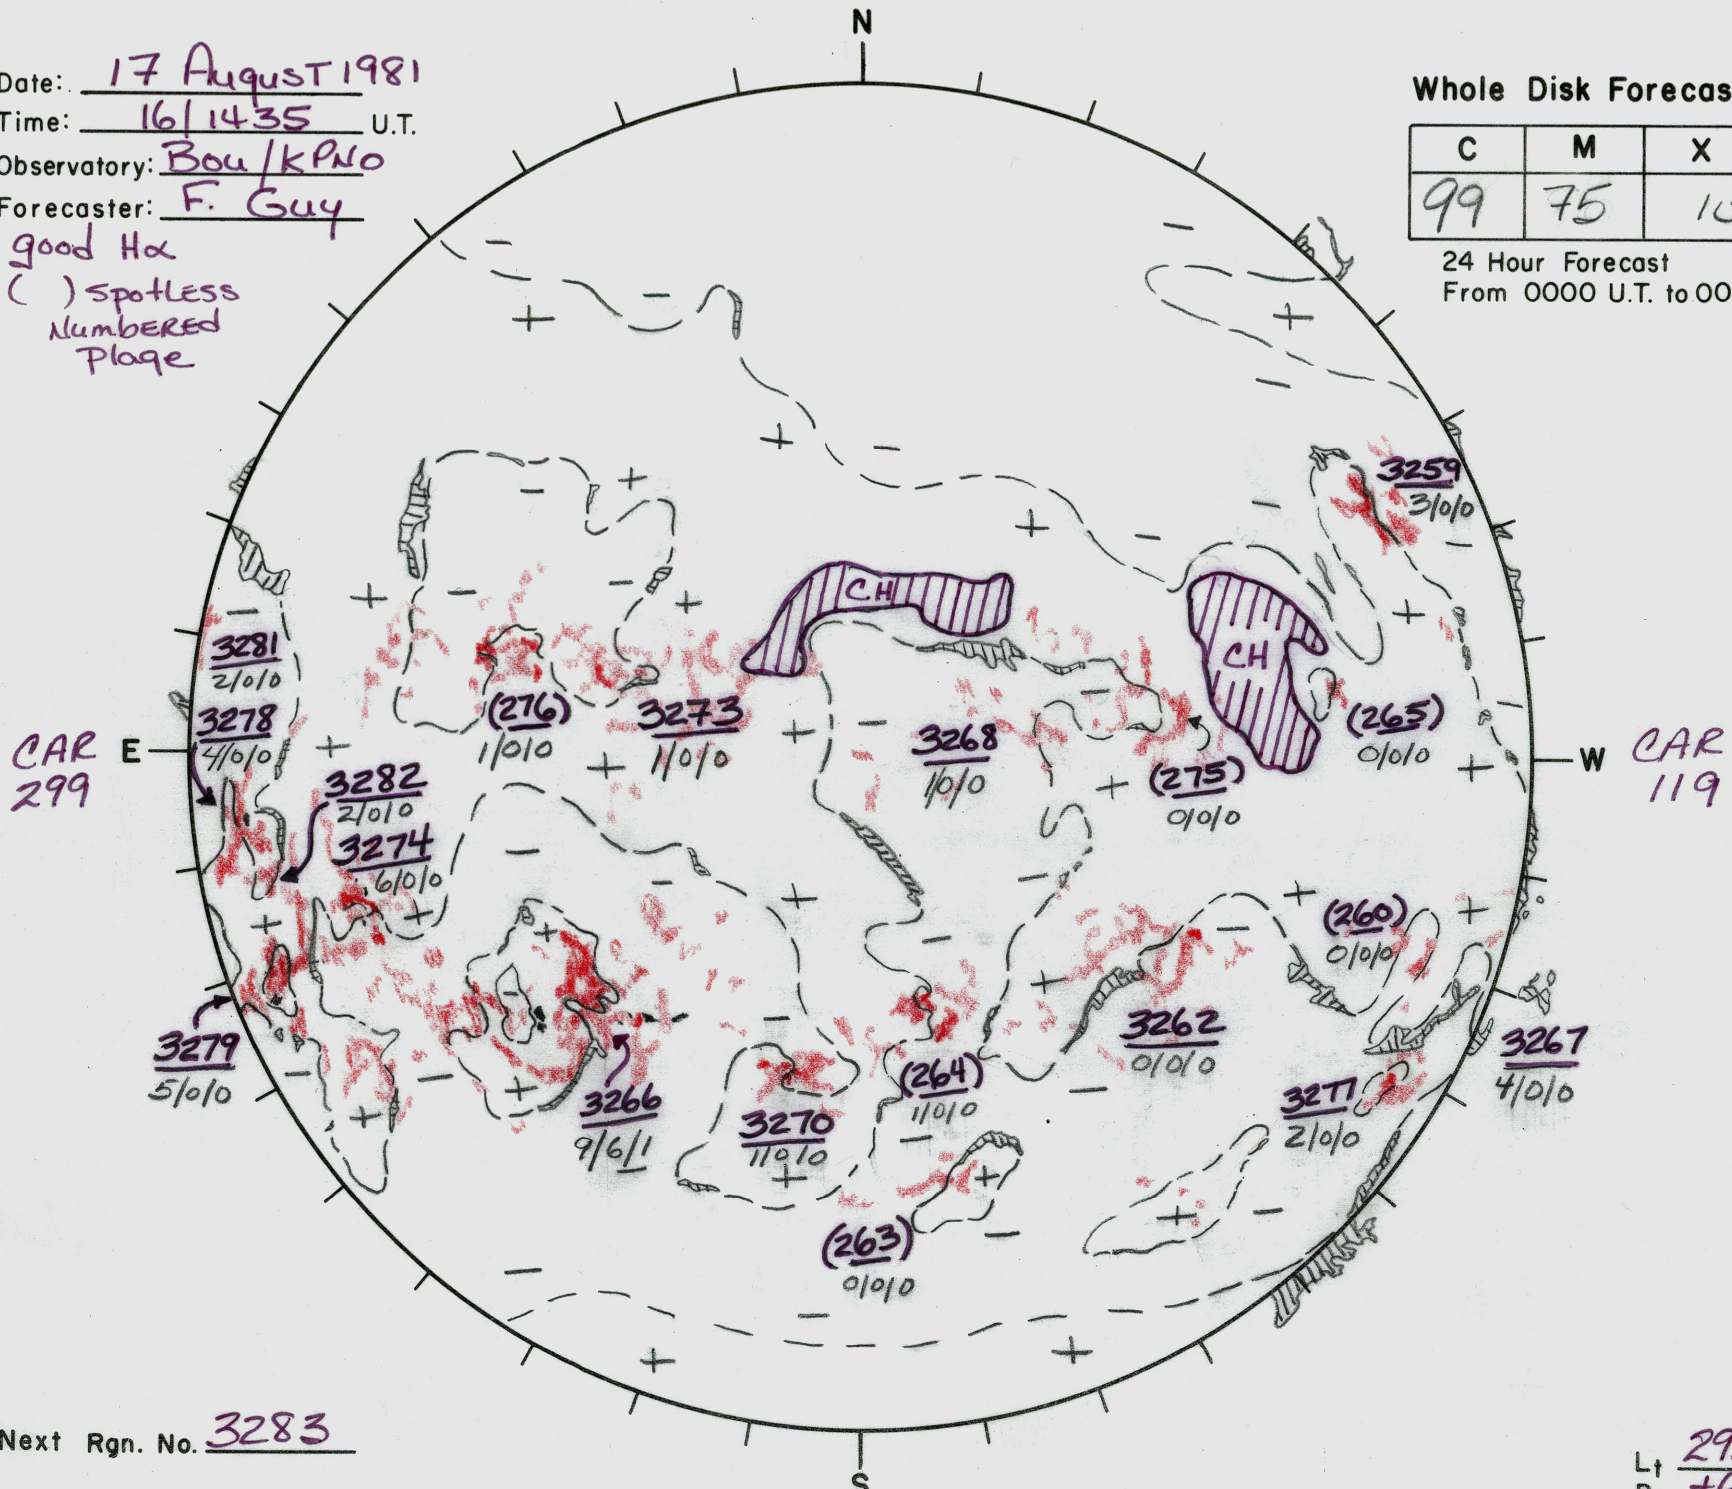 N
Date: 17 August 1981
Time: 16/1435 U.T.
Observatory: Bou/KPNO
Forecaster: F. Guy
good Hα
( ) spotless
Numbered
Plage
Whole Disk Forecas
C M X
99 75
24 Hour Forecast
From 0000 U.T. to 00
3259
3/0/0
CH
CH
3281
2/0/0
3278
4/0/0
(276)
1/0/0
3273
1/0/0
3268
1/0/0
(265)
0/0/0
(275)
0/0/0
CAR
299
E
W
CAR
119
3282
2/0/0
3274
6/0/0
(260)
0/0/0
3279
5/0/0
3266
9/6/1
3270
1/0/0
(264)
1/0/0
3262
0/0/0
3267
4/0/0
3277
2/0/0
(263)
0/0/0
Next Rgn. No. 3283
S
Lt